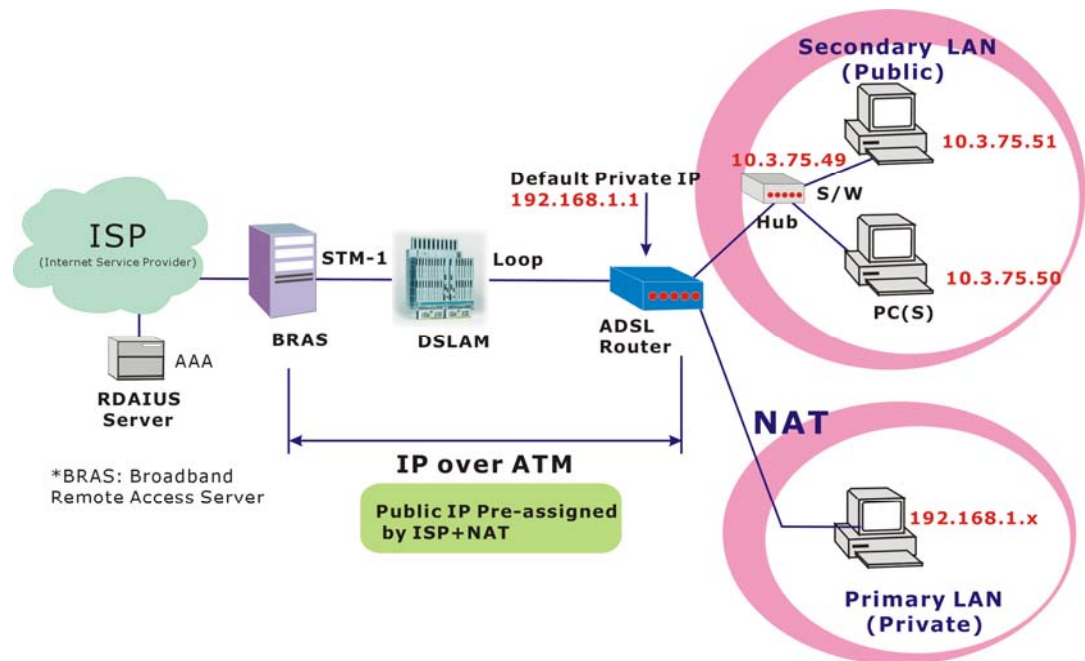 Secondary LAN
(Public)
10.3.75.51
10.3.75.49
S/W
Hub
10.3.75.50
PC(S)
Default Private IP
192.168.1.1
ISP
(Internet Service Provider)
STM-1
Loop
BRAS
DSLAM
ADSL
Router
AAA
RDAIUS
Server
NAT
IP over ATM
*BRAS: Broadband
Remote Access Server
Public IP Pre-assigned
by ISP+NAT
192.168.1.x
Primary LAN
(Private)